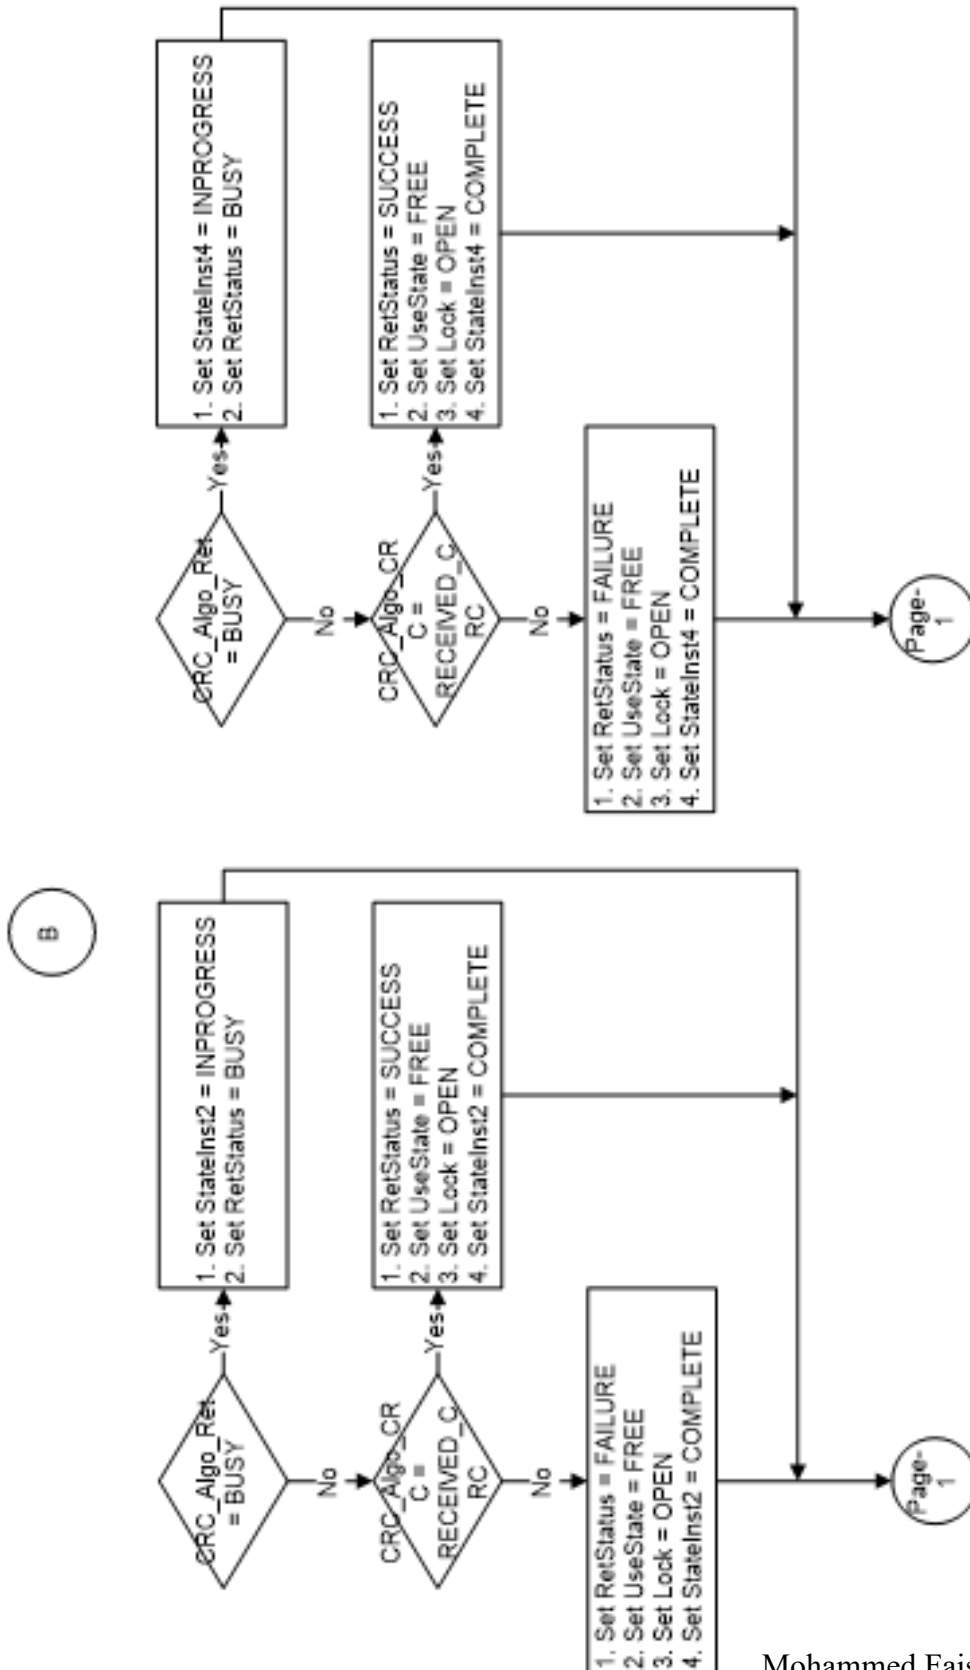 B
CRC_Algo_Ret
= BUSY
Yes
1. Set StateInst2 = INPROGRESS
2. Set RetStatus = BUSY
No
CRC_Algo_CR
C =
RECEIVED_C
RC
Yes
1. Set RetStatus = SUCCESS
2. Set UseState = FREE
3. Set Lock = OPEN
4. Set StateInst2 = COMPLETE
No
1. Set RetStatus = FAILURE
2. Set UseState = FREE
3. Set Lock = OPEN
4. Set StateInst2 = COMPLETE
Page-
1
CRC_Algo_Ret
= BUSY
Yes
1. Set StateInst4 = INPROGRESS
2. Set RetStatus = BUSY
No
CRC_Algo_CR
C =
RECEIVED_C
RC
Yes
1. Set RetStatus = SUCCESS
2. Set UseState = FREE
3. Set Lock = OPEN
4. Set StateInst4 = COMPLETE
No
1. Set RetStatus = FAILURE
2. Set UseState = FREE
3. Set Lock = OPEN
4. Set StateInst4 = COMPLETE
Page-
1
Mohammed Fais